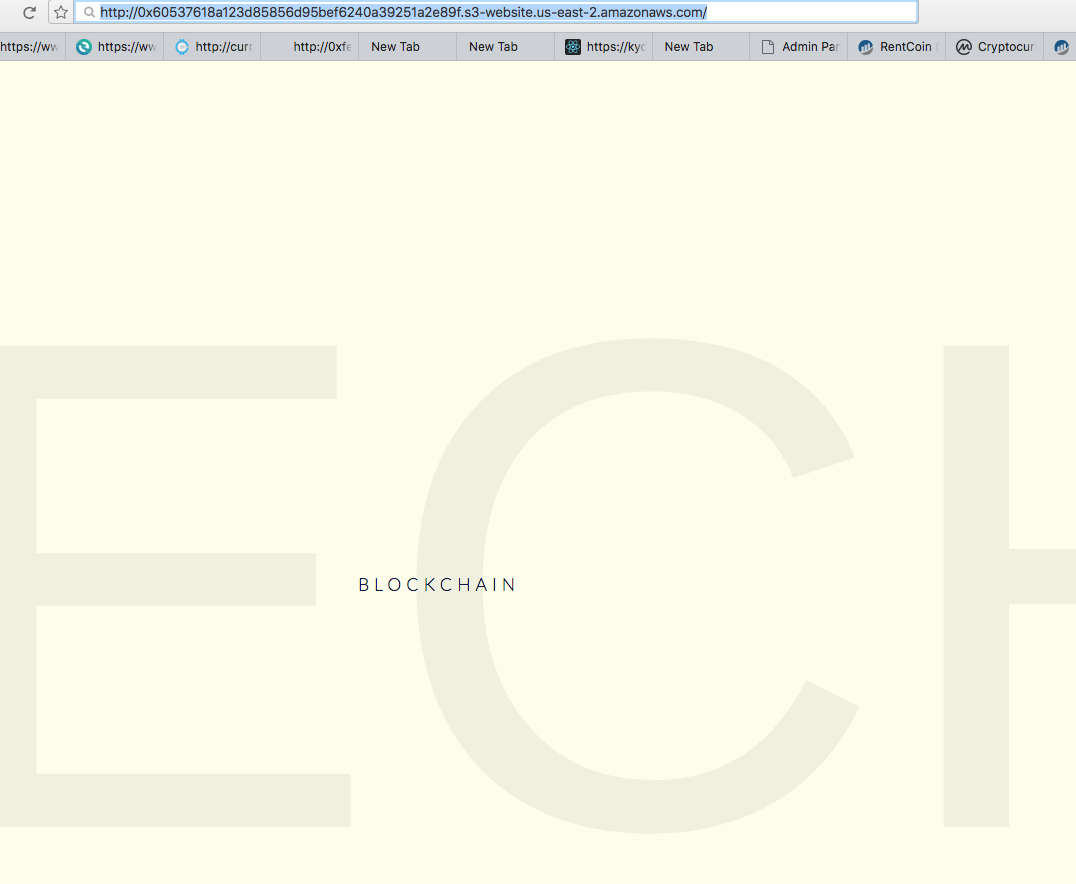 http://0x60537618a123d85856d95bef6240a39251a2e89f.s3-website.us-east-2.amazonaws.com/
https://ww https://ww http://curr http://0xfe New Tab New Tab https://kyc New Tab Admin Par RentCoin Cryptocur
ECH
BLOCKCHAIN